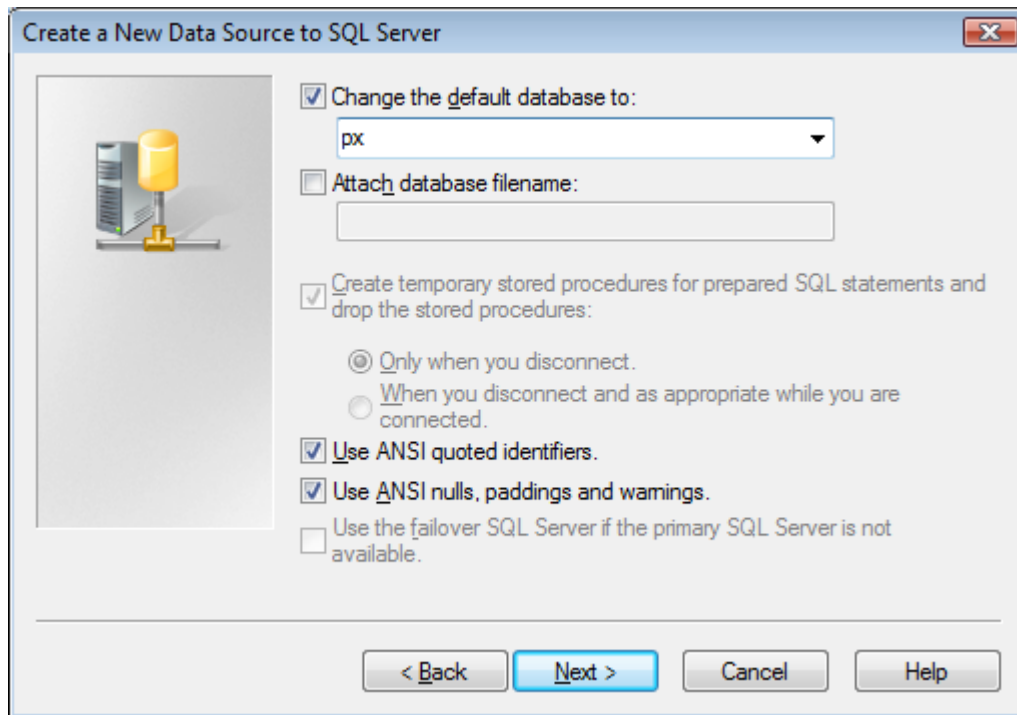 Create a New Data Source to SQL Server
Change the default database to:
px
Attach database filename:
Create temporary stored procedures for prepared SQL statements and
drop the stored procedures:
Only when you disconnect.
When you disconnect and as appropriate while you are
connected.
Use ANSI quoted identifiers.
Use ANSI nulls, paddings and warnings.
Use the failover SQL Server if the primary SQL Server is not
available.
< Back Next > Cancel Help